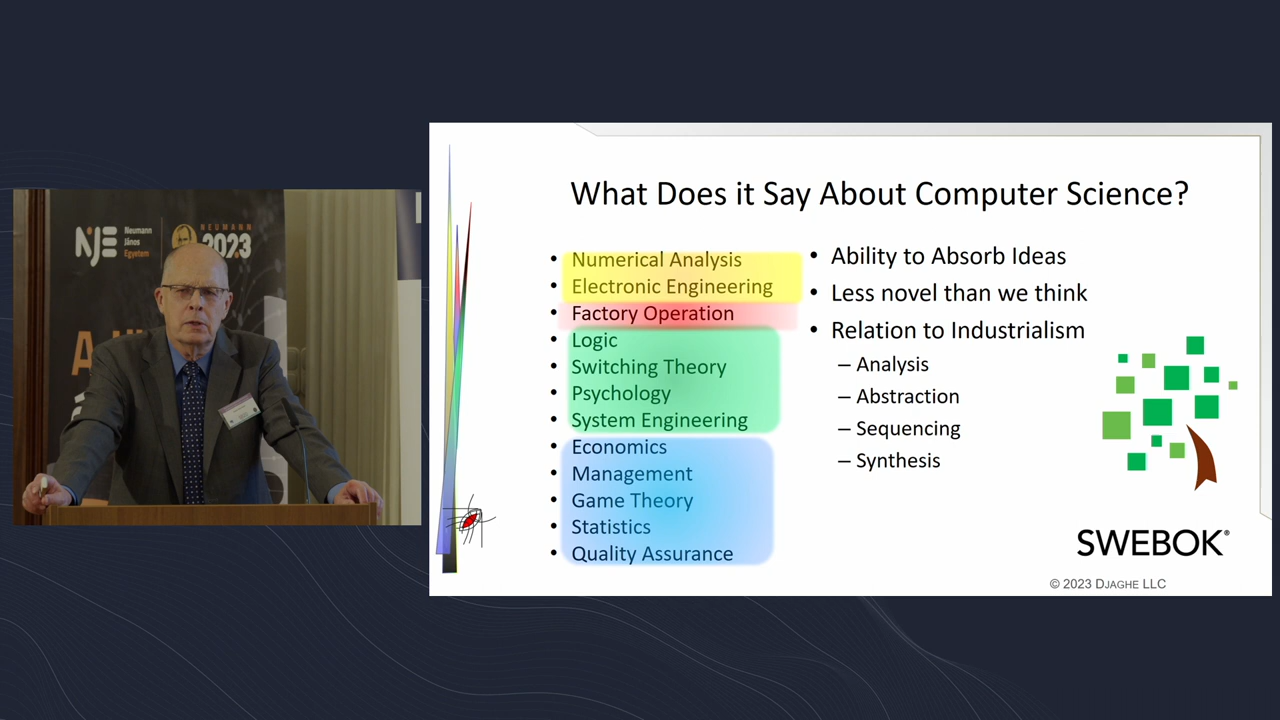 NJE
Neumann
János
Egyetem
NEUMANN
2023
What Does it Say About Computer Science?
• Numerical Analysis
• Electronic Engineering
• Factory Operation
• Logic
• Switching Theory
• Psychology
• System Engineering
• Economics
• Management
• Game Theory
• Statistics
• Quality Assurance
• Ability to Absorb Ideas
• Less novel than we think
• Relation to Industrialism
– Analysis
– Abstraction
– Sequencing
– Synthesis
SWEBOK®
© 2023 DJAGHE LLC